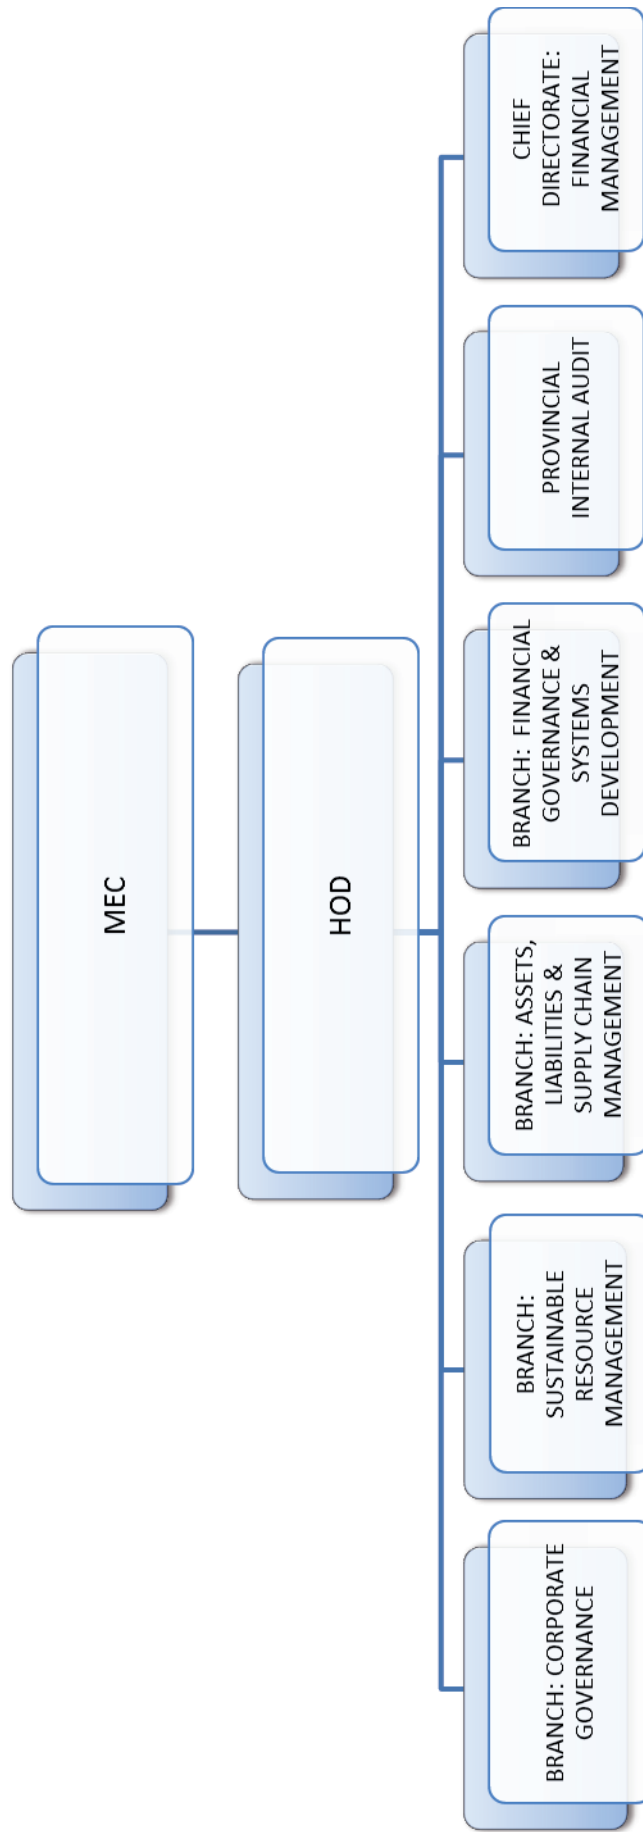 MEC
HOD
BRANCH: CORPORATE
GOVERNANCE
BRANCH:
SUSTAINABLE
RESOURCE
MANAGEMENT
BRANCH: ASSETS,
LIABILITIES &
SUPPLY CHAIN
MANAGEMENT
BRANCH: FINANCIAL
GOVERNANCE &
SYSTEMS
DEVELOPMENT
PROVINCIAL
INTERNAL AUDIT
CHIEF
DIRECTORATE:
FINANCIAL
MANAGEMENT